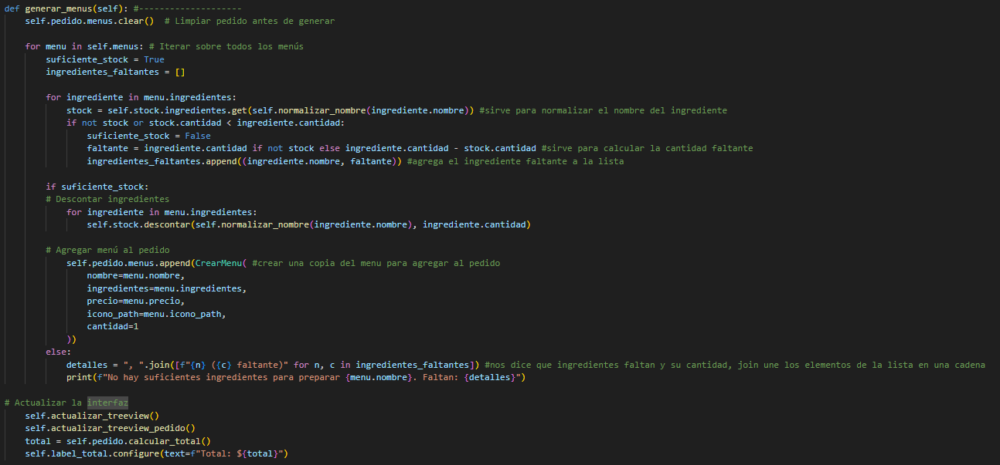 def generar_menus(self): #--------------------
    self.pedido.menus.clear()  # Limpiar pedido antes de generar

    for menu in self.menus: # Iterar sobre todos los menús
        suficiente_stock = True
        ingredientes_faltantes = []

        for ingrediente in menu.ingredientes:
            stock = self.stock.ingredientes.get(self.normalizar_nombre(ingrediente.nombre)) #sirve para normalizar el nombre del ingrediente
            if not stock or stock.cantidad < ingrediente.cantidad:
                suficiente_stock = False
                faltante = ingrediente.cantidad if not stock else ingrediente.cantidad - stock.cantidad #sirve para calcular la cantidad faltante
                ingredientes_faltantes.append((ingrediente.nombre, faltante)) #agrega el ingrediente faltante a la lista

        if suficiente_stock:
        # Descontar ingredientes
            for ingrediente in menu.ingredientes:
                self.stock.descontar(self.normalizar_nombre(ingrediente.nombre), ingrediente.cantidad)

        # Agregar menú al pedido
            self.pedido.menus.append(CrearMenu( #crear una copia del menu para agregar al pedido
                nombre=menu.nombre,
                ingredientes=menu.ingredientes,
                precio=menu.precio,
                icono_path=menu.icono_path,
                cantidad=1
            ))
        else:
            detalles = ", ".join([f"{n} ({c} faltante)" for n, c in ingredientes_faltantes]) #nos dice que ingredientes faltan y su cantidad, join une los elementos de la lista en una cadena
            print(f"No hay suficientes ingredientes para preparar {menu.nombre}. Faltan: {detalles}")

# Actualizar la interfaz
    self.actualizar_treeview()
    self.actualizar_treeview_pedido()
    total = self.pedido.calcular_total()
    self.label_total.configure(text=f"Total: ${total}")